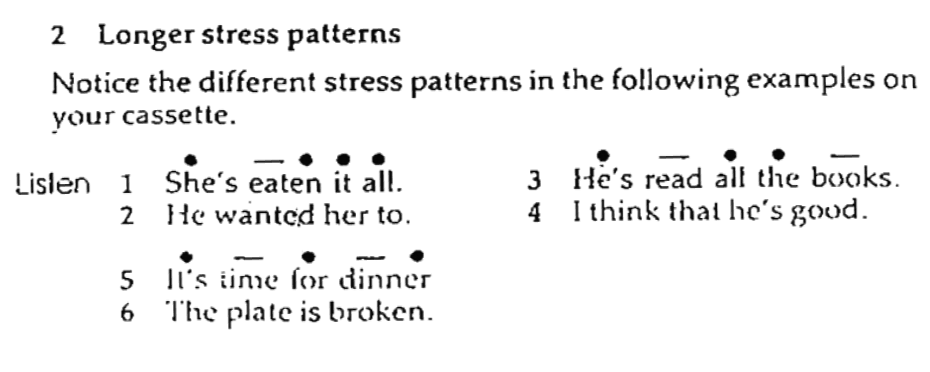 2 Longer stress patterns
Notice the different stress patterns in the following examples on
your cassette.
Listen 1 She's eaten it all.
2 He wanted her to.
3 He's read all the books.
4 I think that he's good.
5 It's time for dinner
6 The plate is broken.